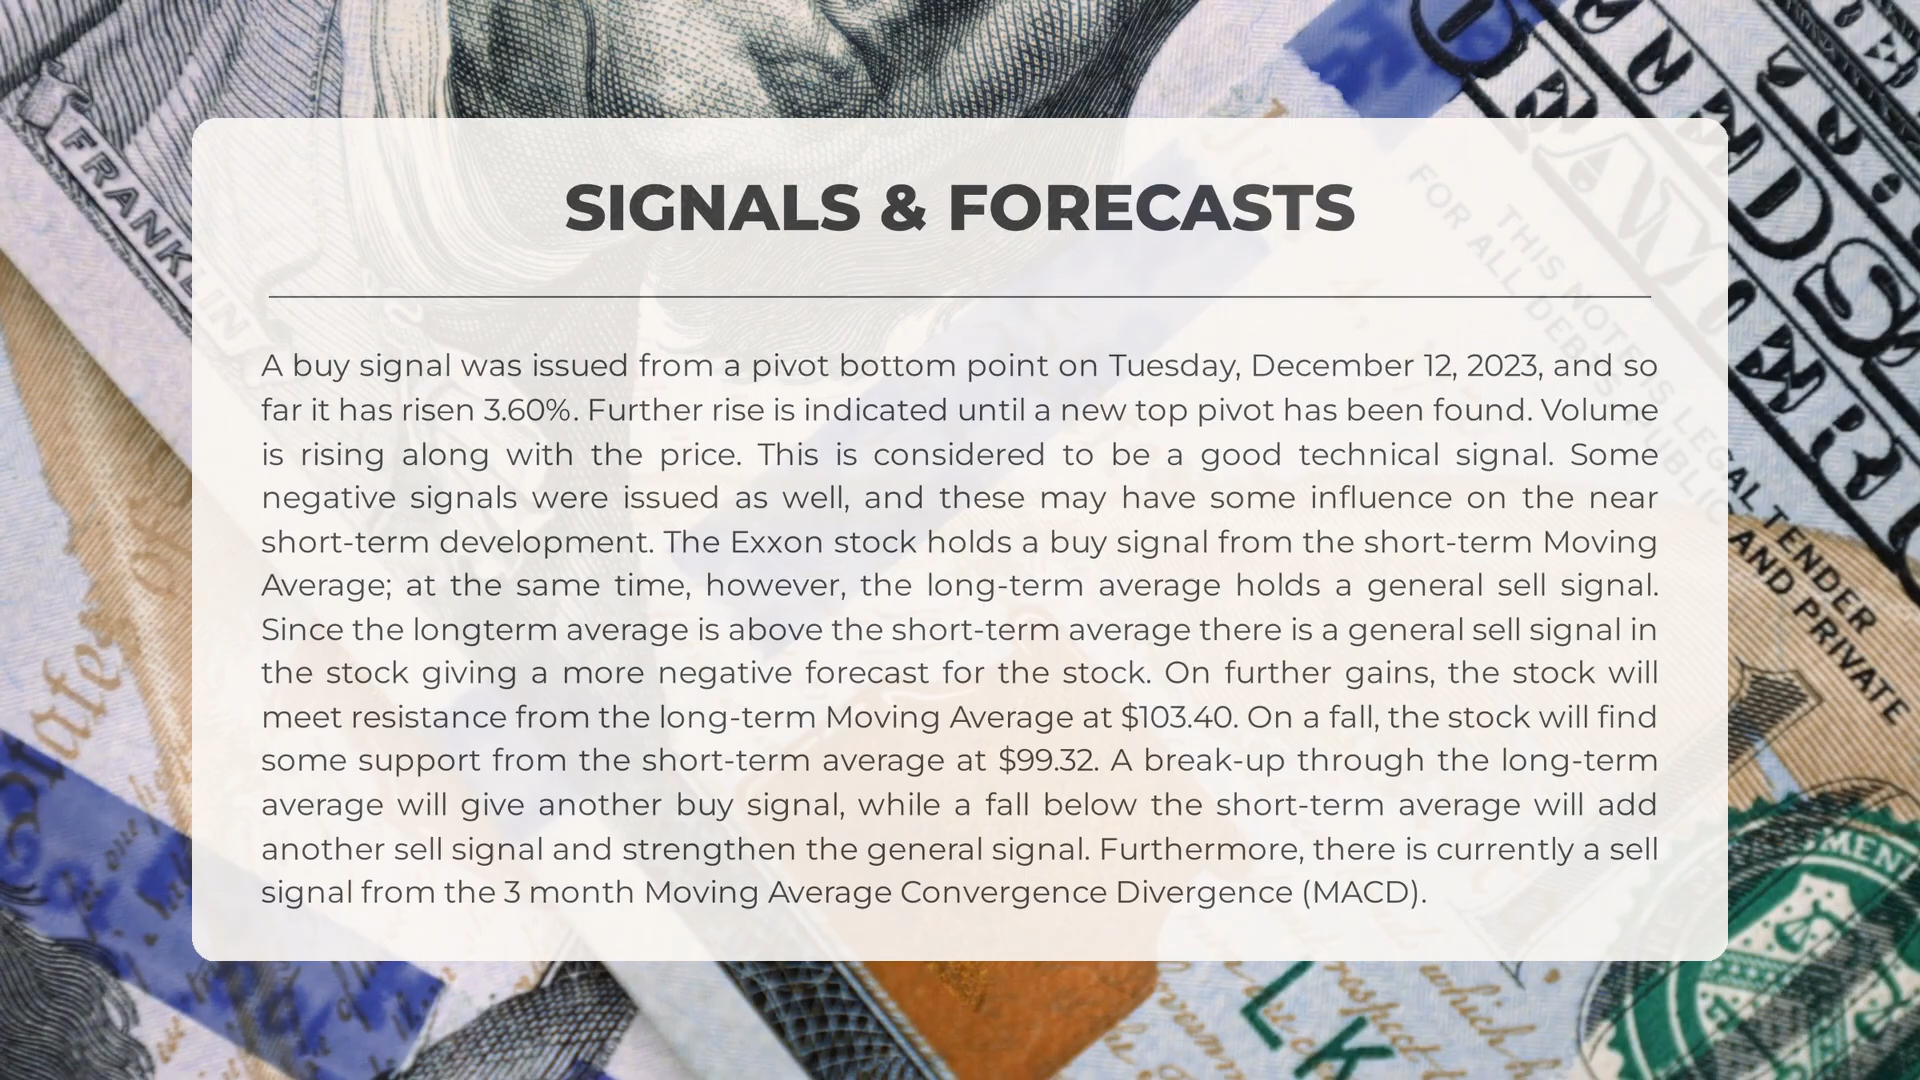 SIGNALS & FORECASTS
A buy signal was issued from a pivot bottom point on Tuesday, December 12, 2023, and so
far it has risen 3.60%. Further rise is indicated until a new top pivot has been found. Volume
is rising along with the price. This is considered to be a good technical signal. Some
negative signals were issued as well, and these may have some influence on the near
short-term development. The Exxon stock holds a buy signal from the short-term Moving
Average; at the same time, however, the long-term average holds a general sell signal.
Since the longterm average is above the short-term average there is a general sell signal in
the stock giving a more negative forecast for the stock. On further gains, the stock will
meet resistance from the long-term Moving Average at $103.40. On a fall, the stock will find
some support from the short-term average at $99.32. A break-up through the long-term
average will give another buy signal, while a fall below the short-term average will add
another sell signal and strengthen the general signal. Furthermore, there is currently a sell
signal from the 3 month Moving Average Convergence Divergence (MACD).
FRANKLIN
THIS NOTE IS LEGAL TENDER
FOR ALL DEBTS, PUBLIC AND PRIVATE